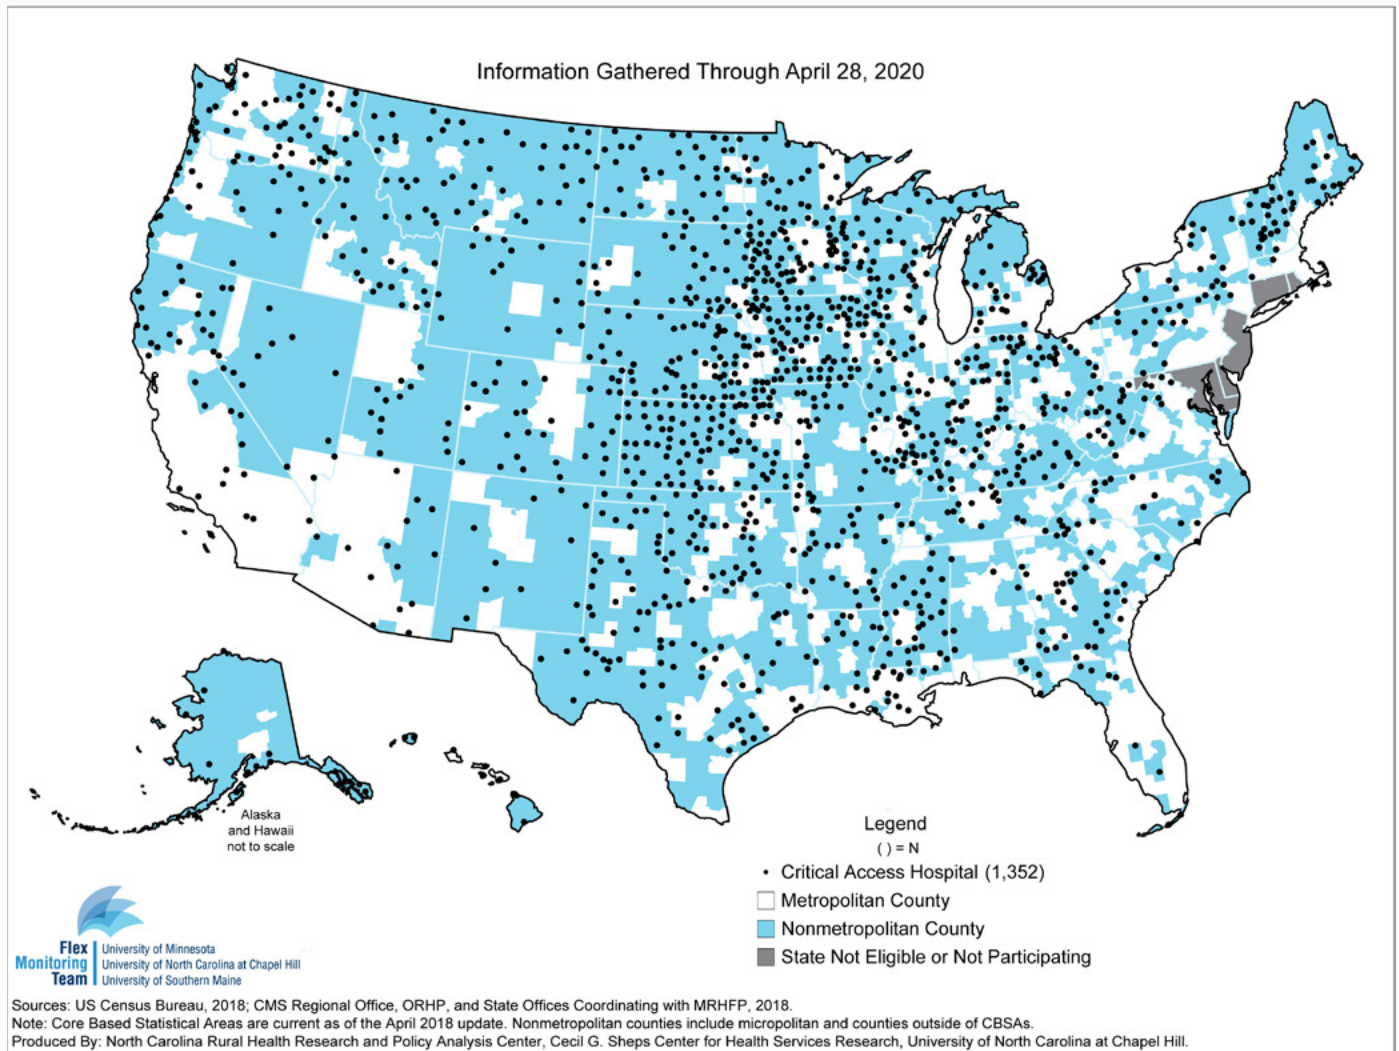 Information Gathered Through April 28, 2020
Alaska
and Hawaii
not to scale
Legend
( ) = N
Critical Access Hospital (1,352)
Metropolitan County
Nonmetropolitan County
State Not Eligible or Not Participating
Flex
Monitoring
Team
University of Minnesota
University of North Carolina at Chapel Hill
University of Southern Maine
Sources: US Census Bureau, 2018; CMS Regional Office, ORHP, and State Offices Coordinating with MRHFP, 2018.
Note: Core Based Statistical Areas are current as of the April 2018 update. Nonmetropolitan counties include micropolitan and counties outside of CBSAs.
Produced By: North Carolina Rural Health Research and Policy Analysis Center, Cecil G. Sheps Center for Health Services Research, University of North Carolina at Chapel Hill.